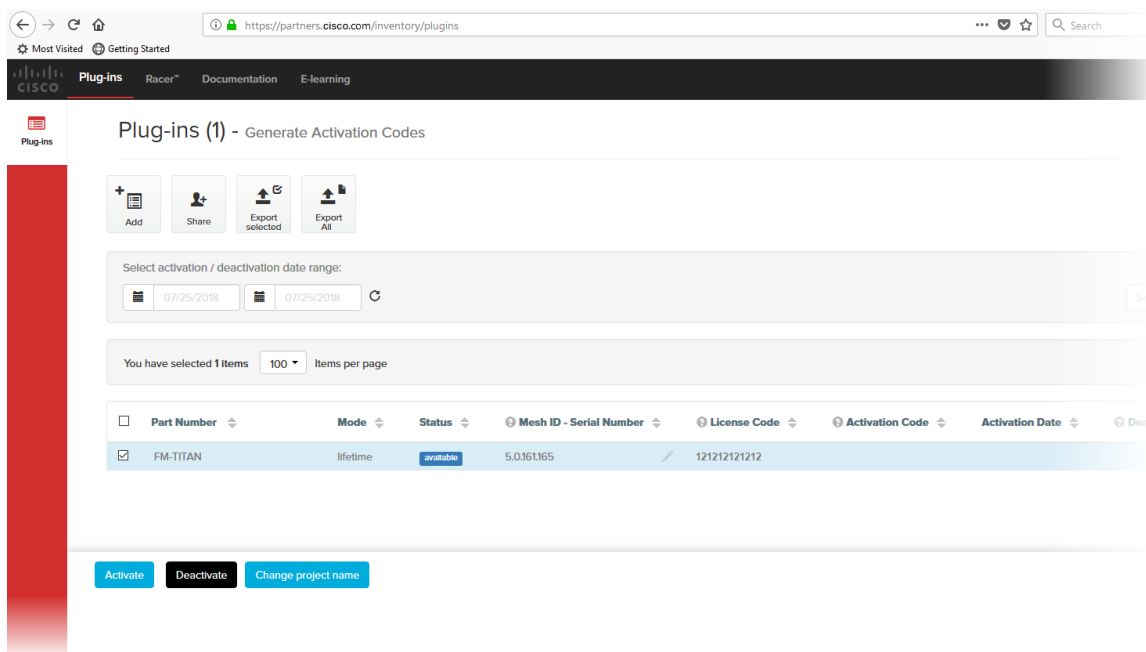 https://partners.cisco.com/inventory/plugins
Search
Most Visited Getting Started
CISCO Plug-ins Racer™ Documentation E-learning
Plug-ins
Plug-ins (1) - Generate Activation Codes
Add Share Export selected Export All
Select activation / deactivation date range:
07/25/2018 07/25/2018
You have selected 1 items 100 Items per page
Part Number Mode Status Mesh ID - Serial Number License Code Activation Code Activation Date
FM-TITAN lifetime available 5.0.161.165 121212121212
Activate Deactivate Change project name